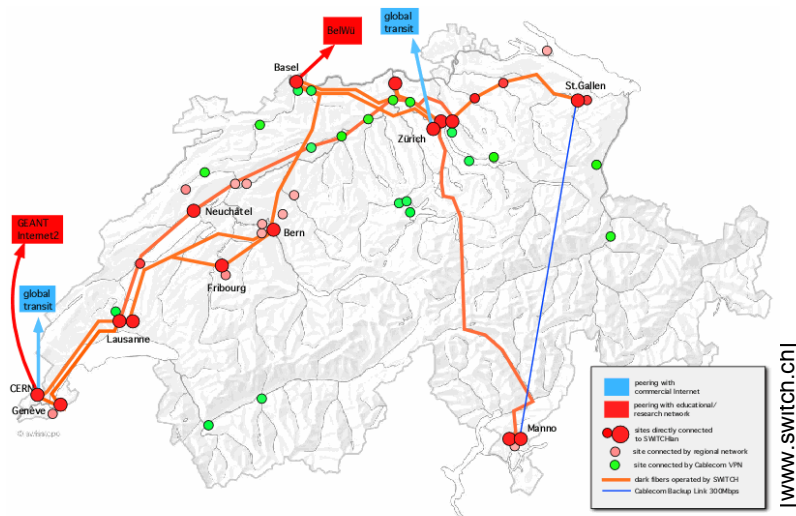 global
transit
BelWü
Basel
St.Gallen
Zürich
Neuchâtel
GEANT
Internet2
Bern
Fribourg
global
transit
Lausanne
CERN
Genève
Manno
peering with
commercial Internet
peering with educational/
research network
sites directly connected
to SWITCHlan
site connected by regional network
site connected by Cablecom VPN
dark fibers operated by SWITCH
Cablecom Backup Link 300Mbps
|www.switch.ch|